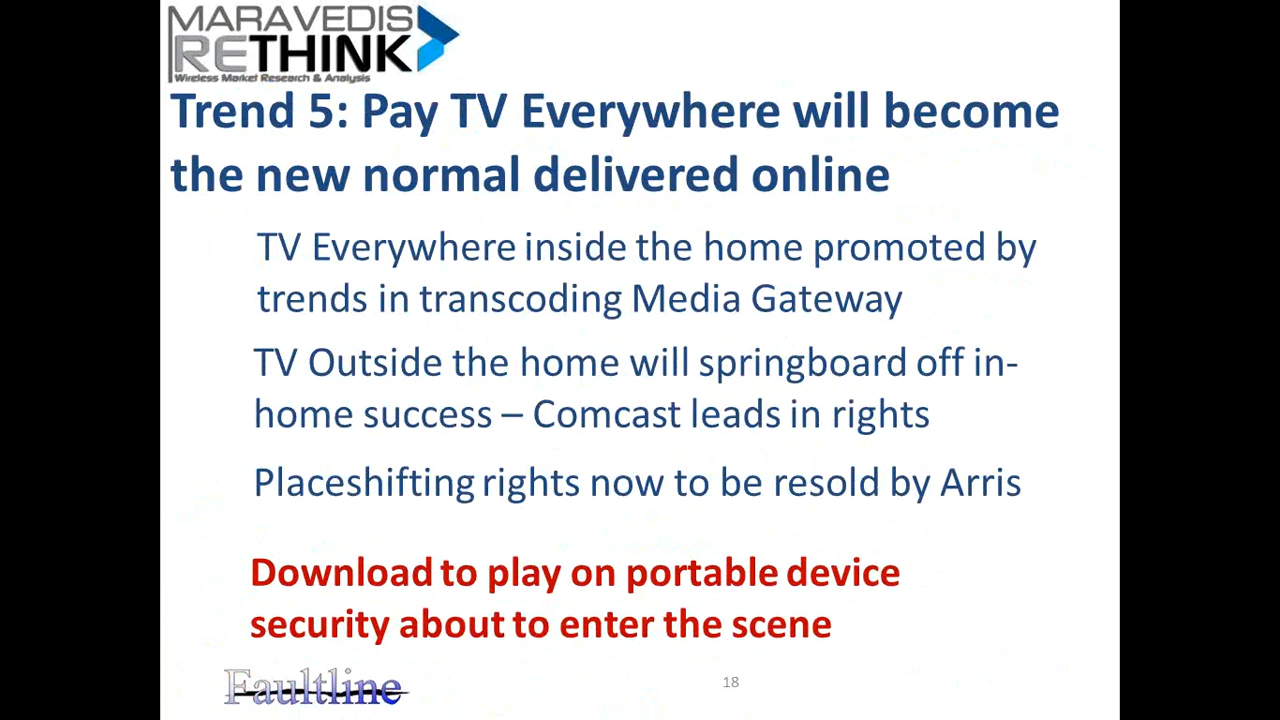 MARAVEDIS
RETHINK
Wireless Market Research & Analysis
Trend 5: Pay TV Everywhere will become
the new normal delivered online
TV Everywhere inside the home promoted by
trends in transcoding Media Gateway
TV Outside the home will springboard off in-
home success – Comcast leads in rights
Placeshifting rights now to be resold by Arris
Download to play on portable device
security about to enter the scene
Faultline
18